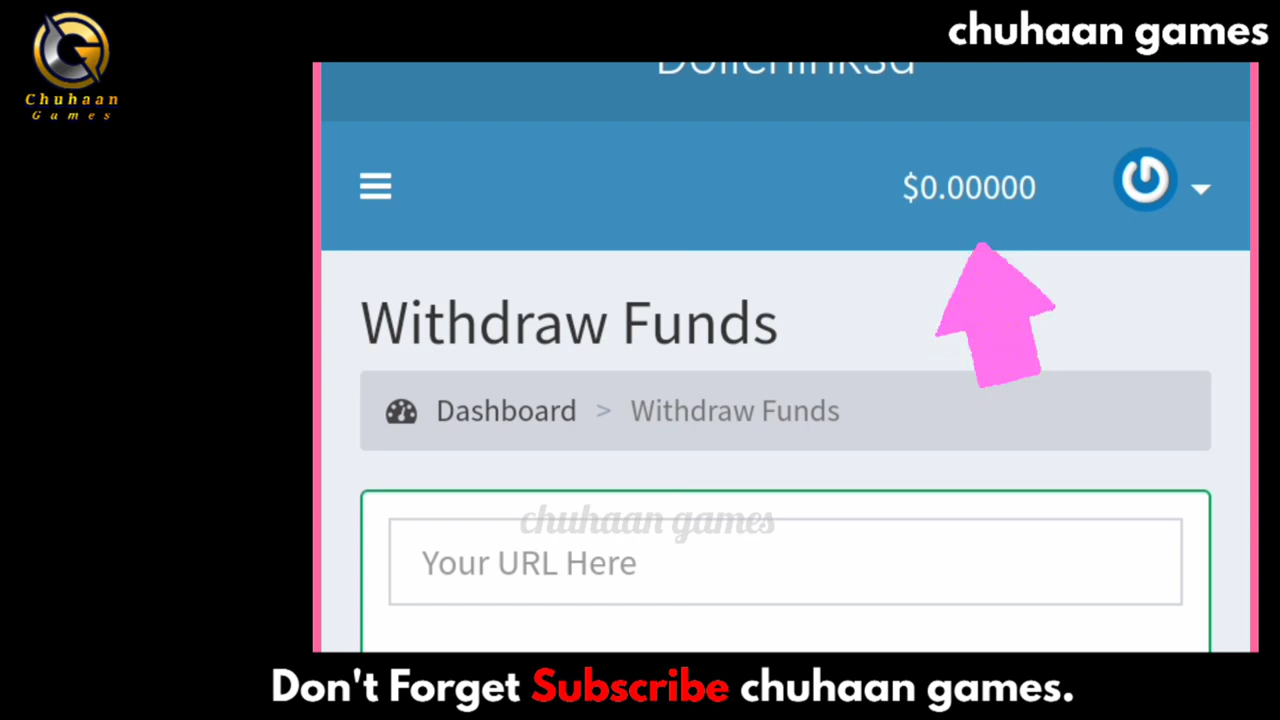 chuhaan games
Chuhaan
Games
$0.00000
Withdraw Funds
Dashboard > Withdraw Funds
chuhaan games
Your URL Here
Don't Forget Subscribe chuhaan games.